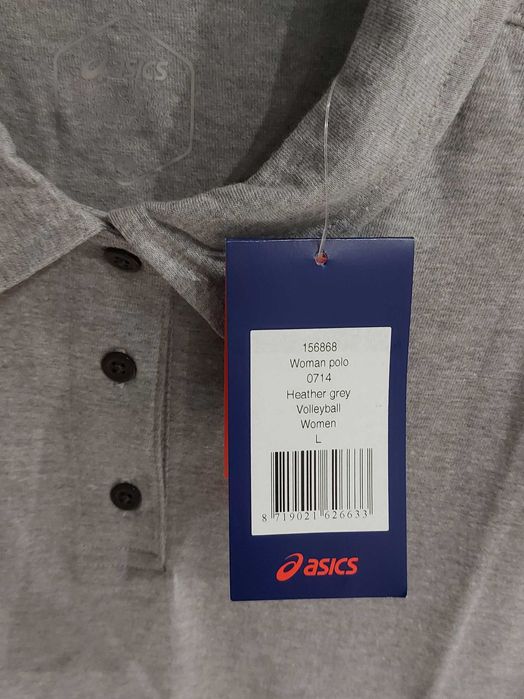 asics
156868
Woman polo
0714
Heather grey
Volleyball
Women
L
8 719021 626633
asics